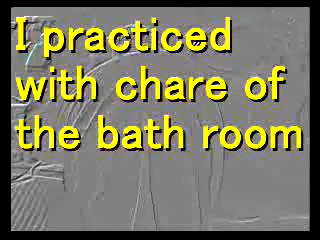 I practiced
with chare of
the bath room